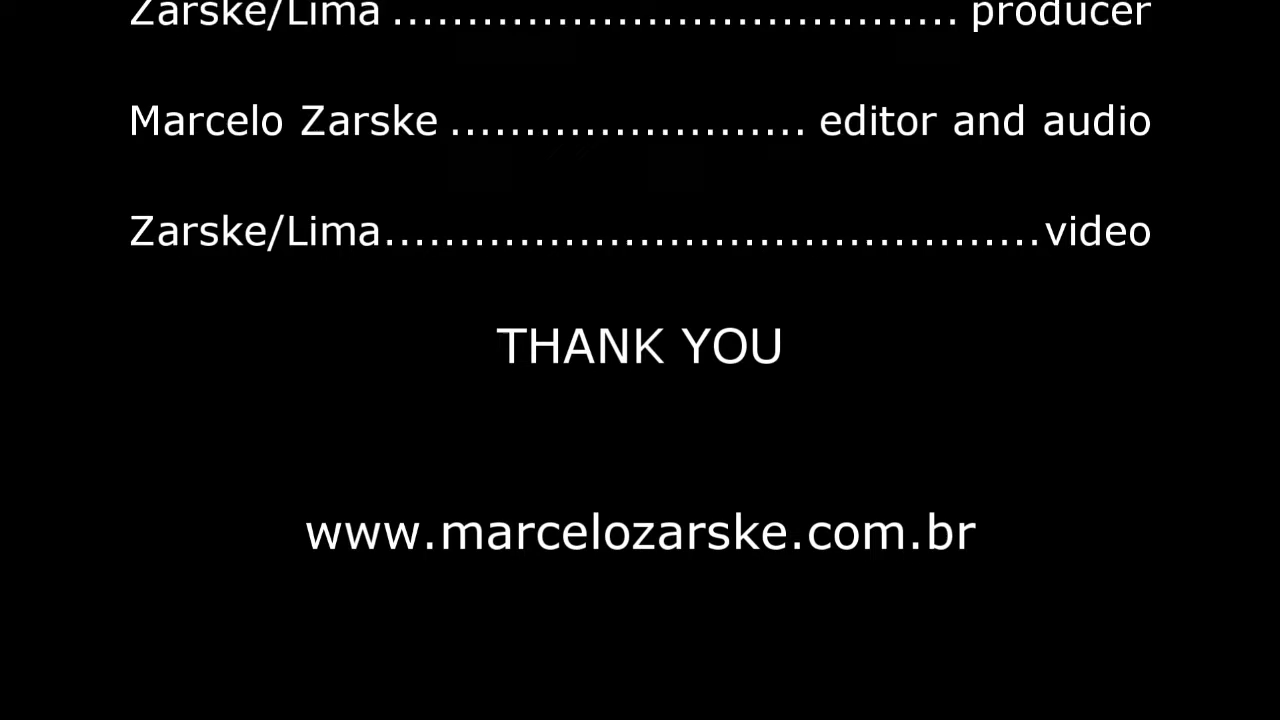 Zarske/Lima ...................................... producer
Marcelo Zarske ........................ editor and audio
Zarske/Lima............................................video
THANK YOU
www.marcelozarske.com.br